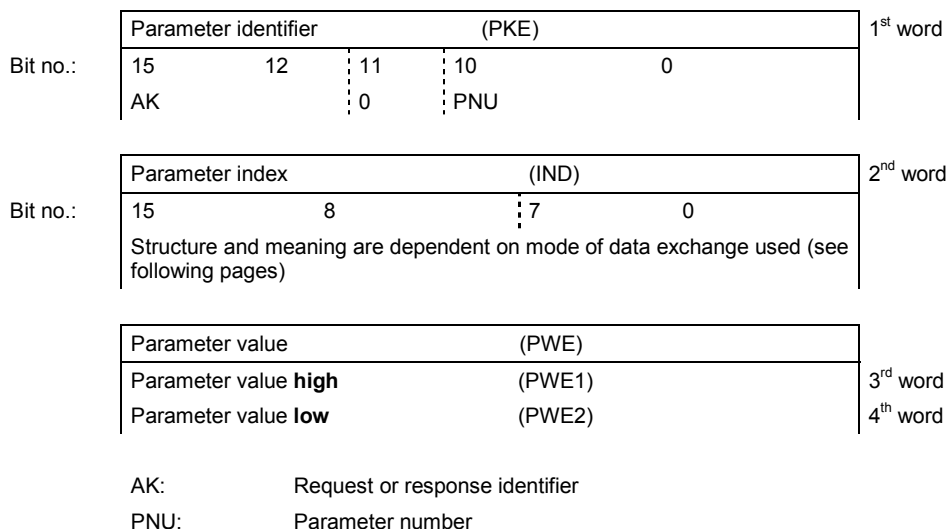 Parameter identifier (PKE) 1st word
Bit no.: 15 12 11 10 0
AK 0 PNU
Parameter index (IND) 2nd word
Bit no.: 15 8 7 0
Structure and meaning are dependent on mode of data exchange used (see
following pages)
Parameter value (PWE)
Parameter value high (PWE1) 3rd word
Parameter value low (PWE2) 4th word
AK: Request or response identifier
PNU: Parameter number